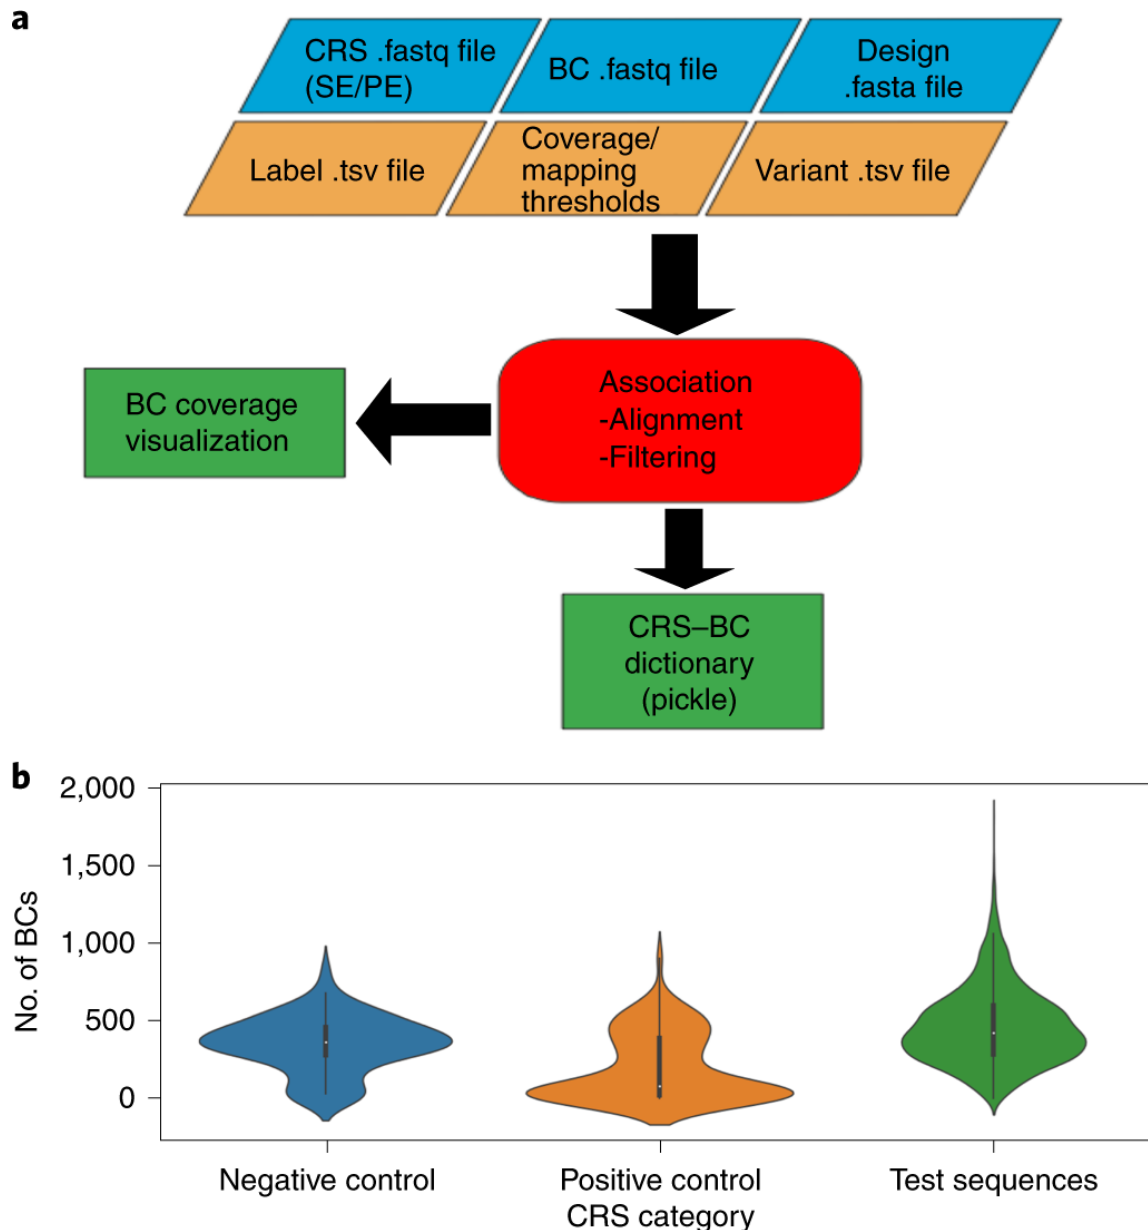 a
CRS .fastq file
(SE/PE)
BC .fastq file
Design
.fasta file
Label .tsv file
Coverage/
mapping
thresholds
Variant .tsv file
BC coverage
visualization
Association
-Alignment
-Filtering
CRS–BC
dictionary
(pickle)
b
2,000
1,500
1,000
500
0
No. of BCs
Negative control
Positive control
Test sequences
CRS category